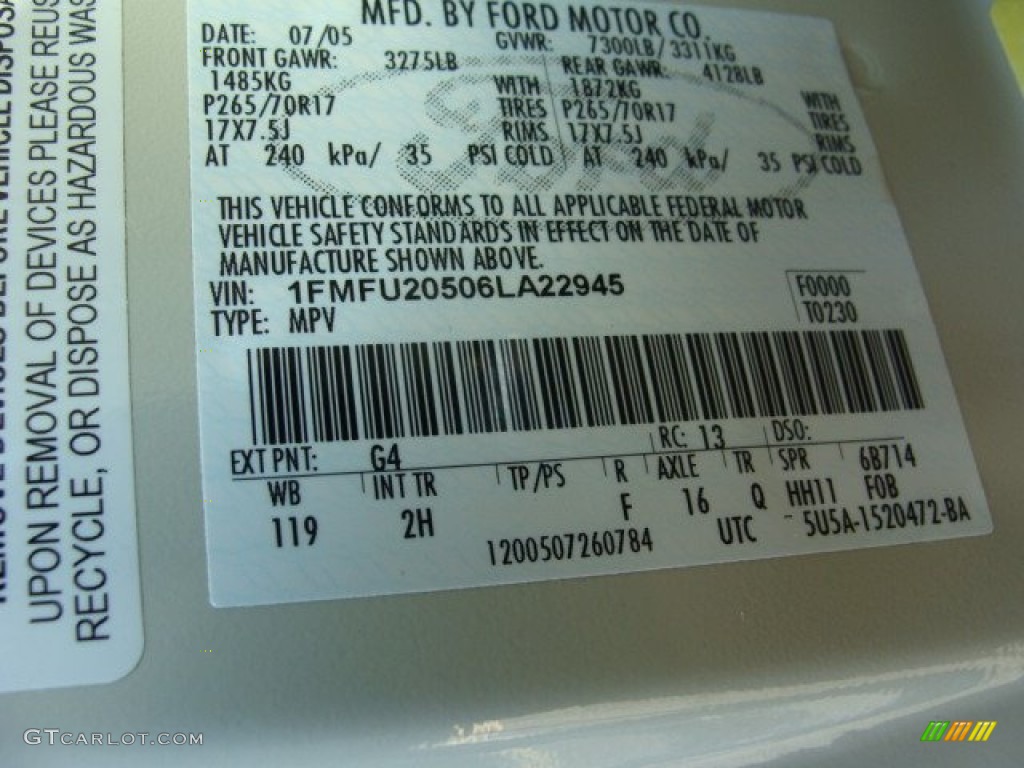 MFD. BY FORD MOTOR CO.
DATE: 07/05 GVWR: 7300LB/ 3311KG
FRONT GAWR: 3275LB REAR GAWR: 4128LB
1485KG WITH 1872KG WITH
P265/70R17 TIRES P265/70R17 TIRES
17X7.5J RIMS 17X7.5J RIMS
AT 240 kPa/ 35 PSI COLD AT 240 kPa/ 35 PSI COLD
THIS VEHICLE CONFORMS TO ALL APPLICABLE FEDERAL MOTOR
VEHICLE SAFETY STANDARDS IN EFFECT ON THE DATE OF
MANUFACTURE SHOWN ABOVE.
VIN: 1FMFU20506LA22945 F0000
TYPE: MPV T0230
EXT PNT: G4 RC: 13 DSO:
WB INT TR TP/PS R AXLE TR SPR 6B714
119 2H F 16 Q HH11 FOB
1200507260784 UTC - 5U5A-1520472-BA
UPON REMOVAL OF DEVICES PLEASE REUS
RECYCLE, OR DISPOSE AS HAZARDOUS WAS
GTCARLOT.COM